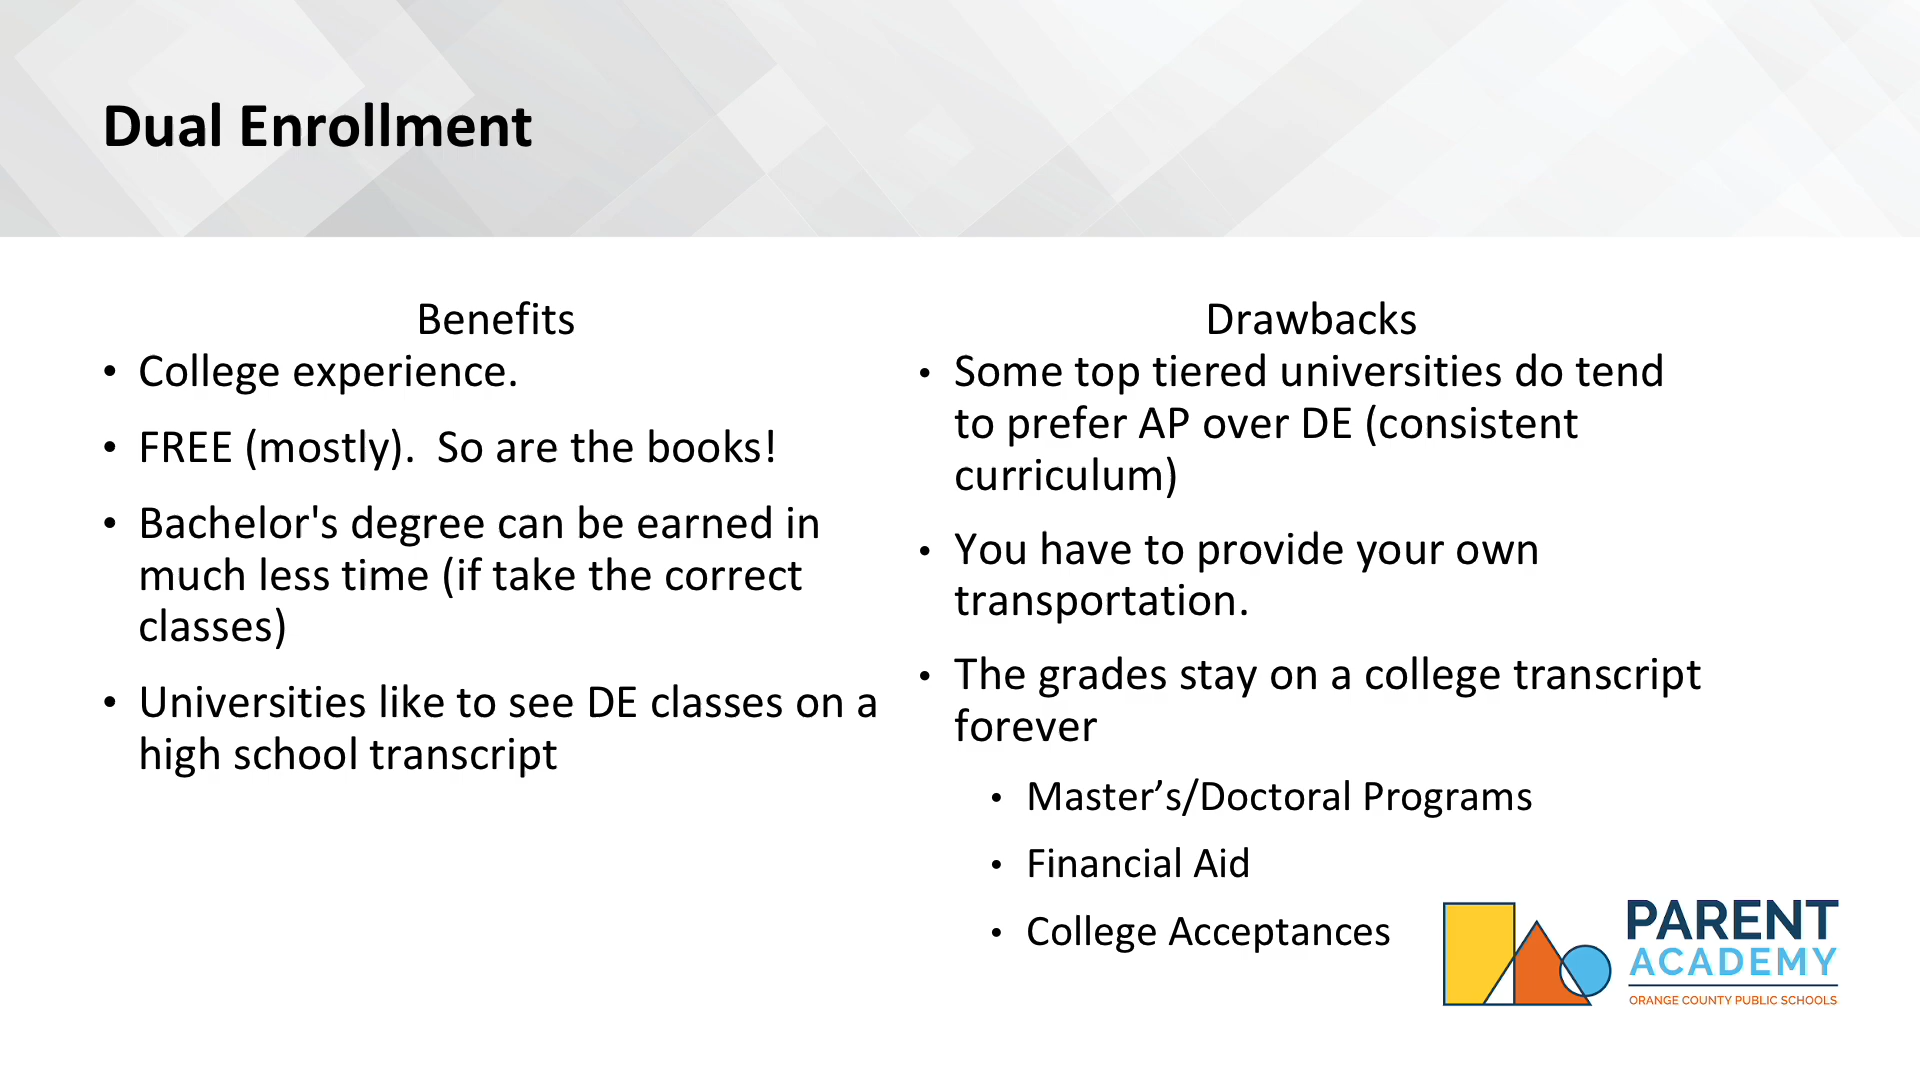 Dual Enrollment
Benefits
• College experience.
• FREE (mostly).  So are the books!
• Bachelor's degree can be earned in
much less time (if take the correct
classes)
• Universities like to see DE classes on a
high school transcript
Drawbacks
• Some top tiered universities do tend
to prefer AP over DE (consistent
curriculum)
• You have to provide your own
transportation.
• The grades stay on a college transcript
forever
• Master’s/Doctoral Programs
• Financial Aid
• College Acceptances
PARENT
ACADEMY
ORANGE COUNTY PUBLIC SCHOOLS